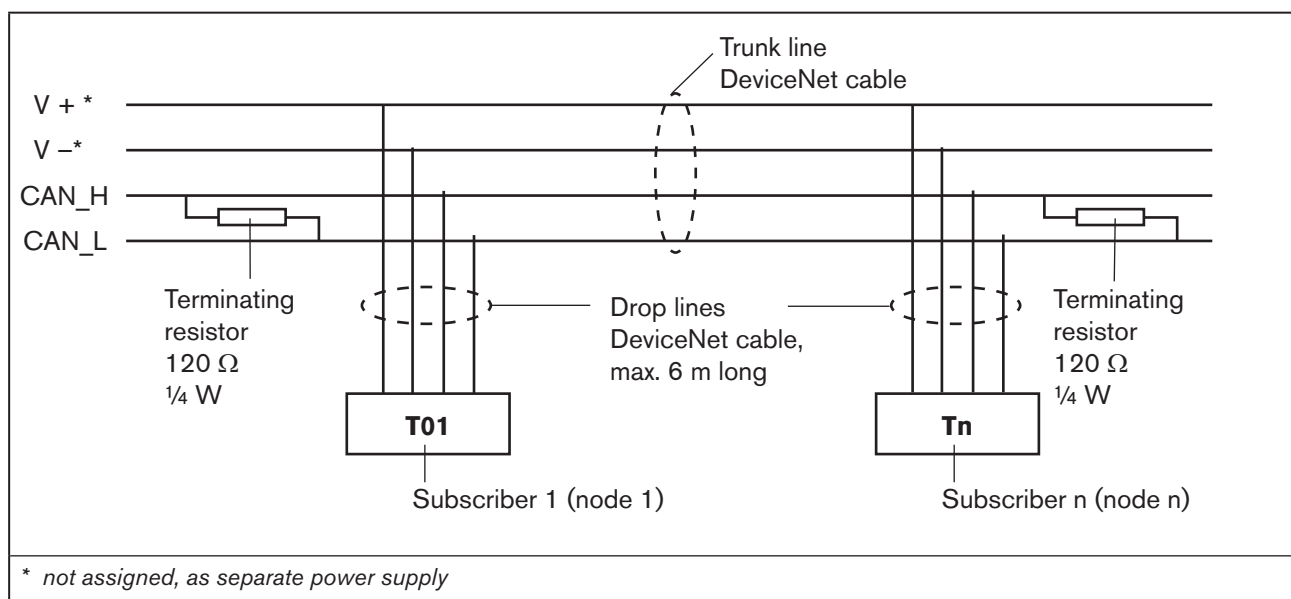 Trunk line
DeviceNet cable
V + *
V –*
CAN_H
CAN_L
Terminating
resistor
120 Ω
¼ W
Drop lines
DeviceNet cable,
max. 6 m long
Terminating
resistor
120 Ω
¼ W
T01
Tn
Subscriber 1 (node 1)
Subscriber n (node n)
* not assigned, as separate power supply